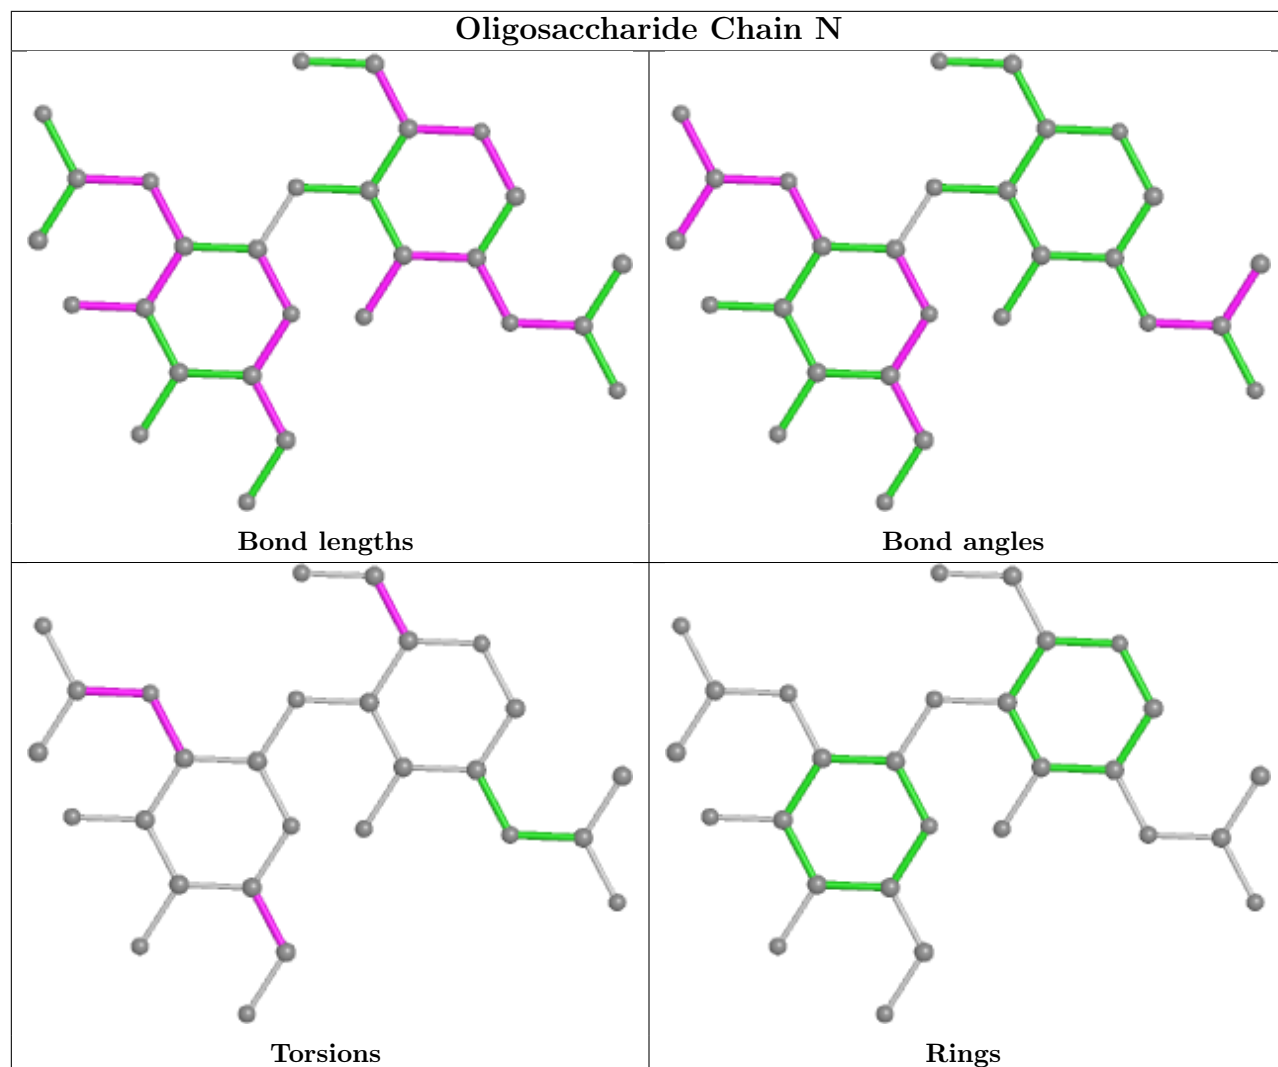 Oligosaccharide Chain N
Bond lengths
Bond angles
Torsions
Rings